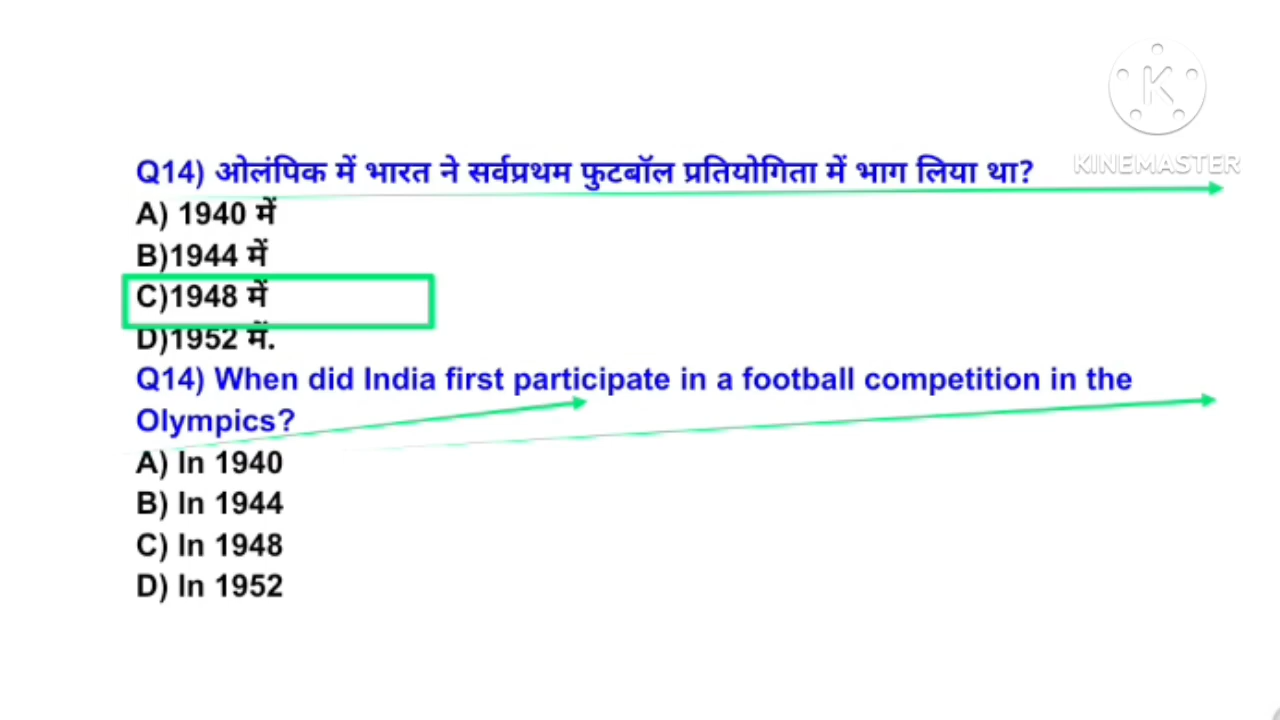 KINEMASTER
Q14) ओलंपिक में भारत ने सर्वप्रथम फुटबॉल प्रतियोगिता में भाग लिया था?
A) 1940 में
B)1944 में
C)1948 में
D)1952 में.
Q14) When did India first participate in a football competition in the
Olympics?
A) In 1940
B) In 1944
C) In 1948
D) In 1952